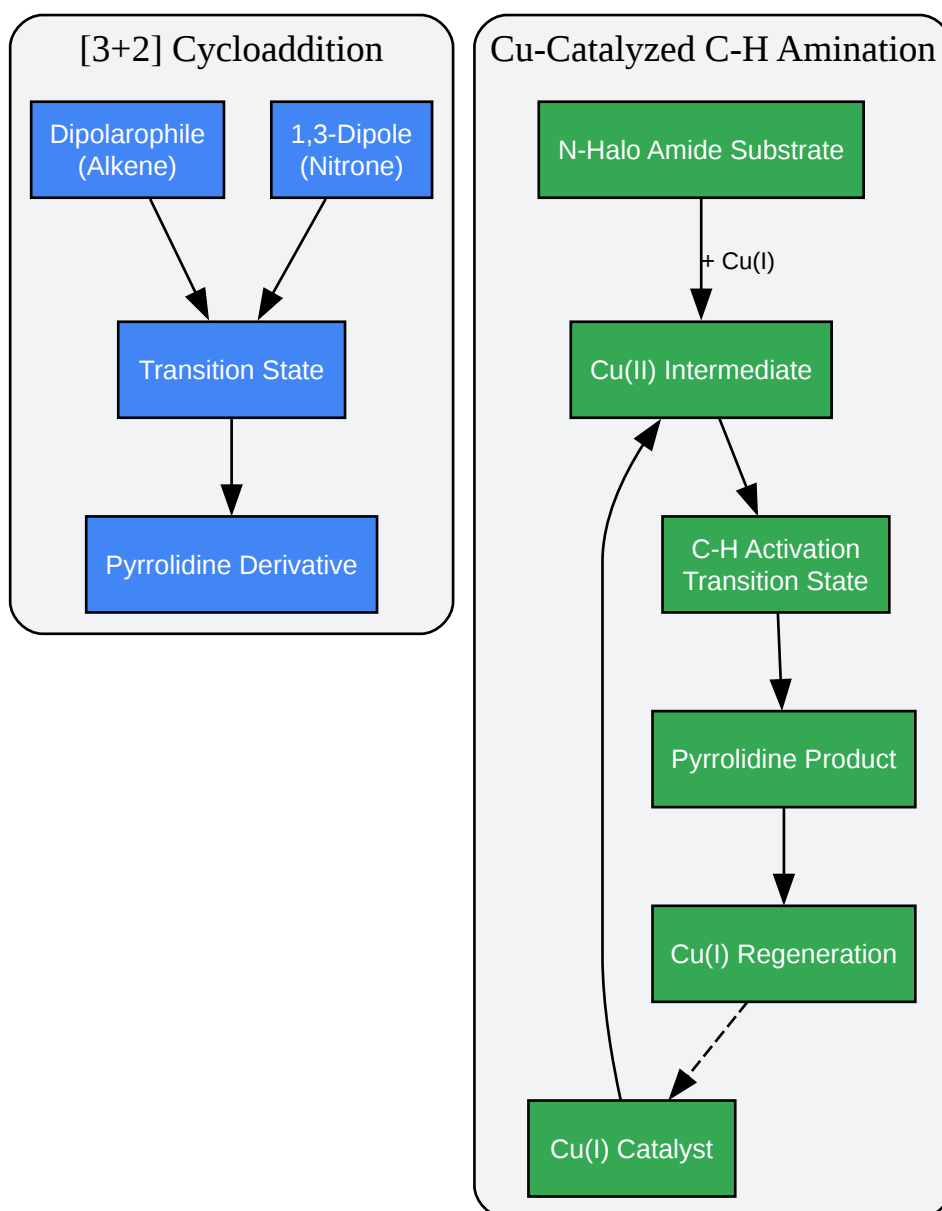 [3+2] Cycloaddition
Dipolarophile
(Alkene)
1,3-Dipole
(Nitrone)
Transition State
Pyrrolidine Derivative
Cu-Catalyzed C-H Amination
N-Halo Amide Substrate
+ Cu(I)
Cu(II) Intermediate
C-H Activation
Transition State
Pyrrolidine Product
Cu(I) Regeneration
Cu(I) Catalyst